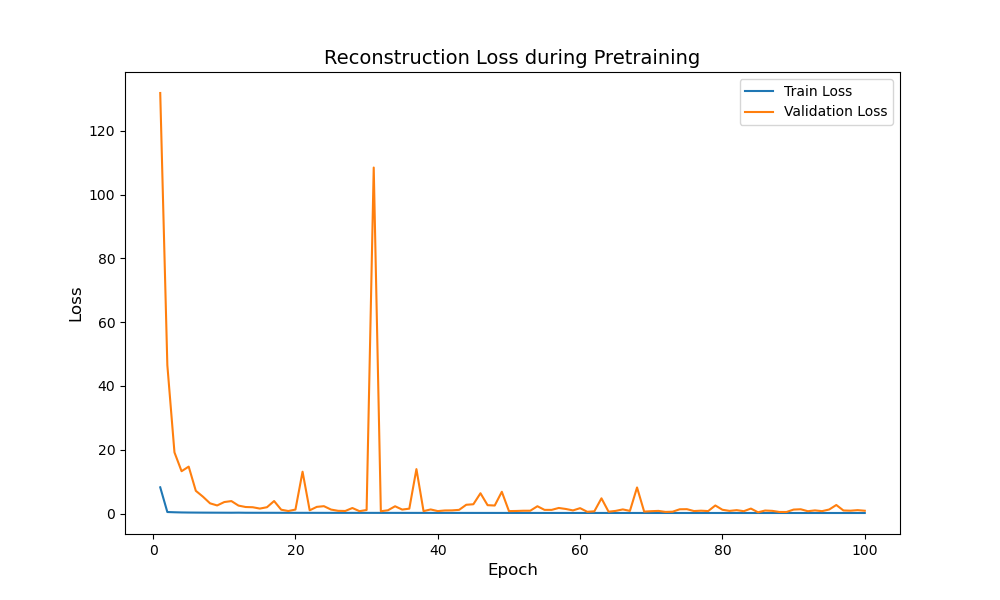 Reconstruction Loss during Pretraining
Train Loss
Validation Loss
120
100
80
60
40
20
0
Loss
0 20 40 60 80 100
Epoch